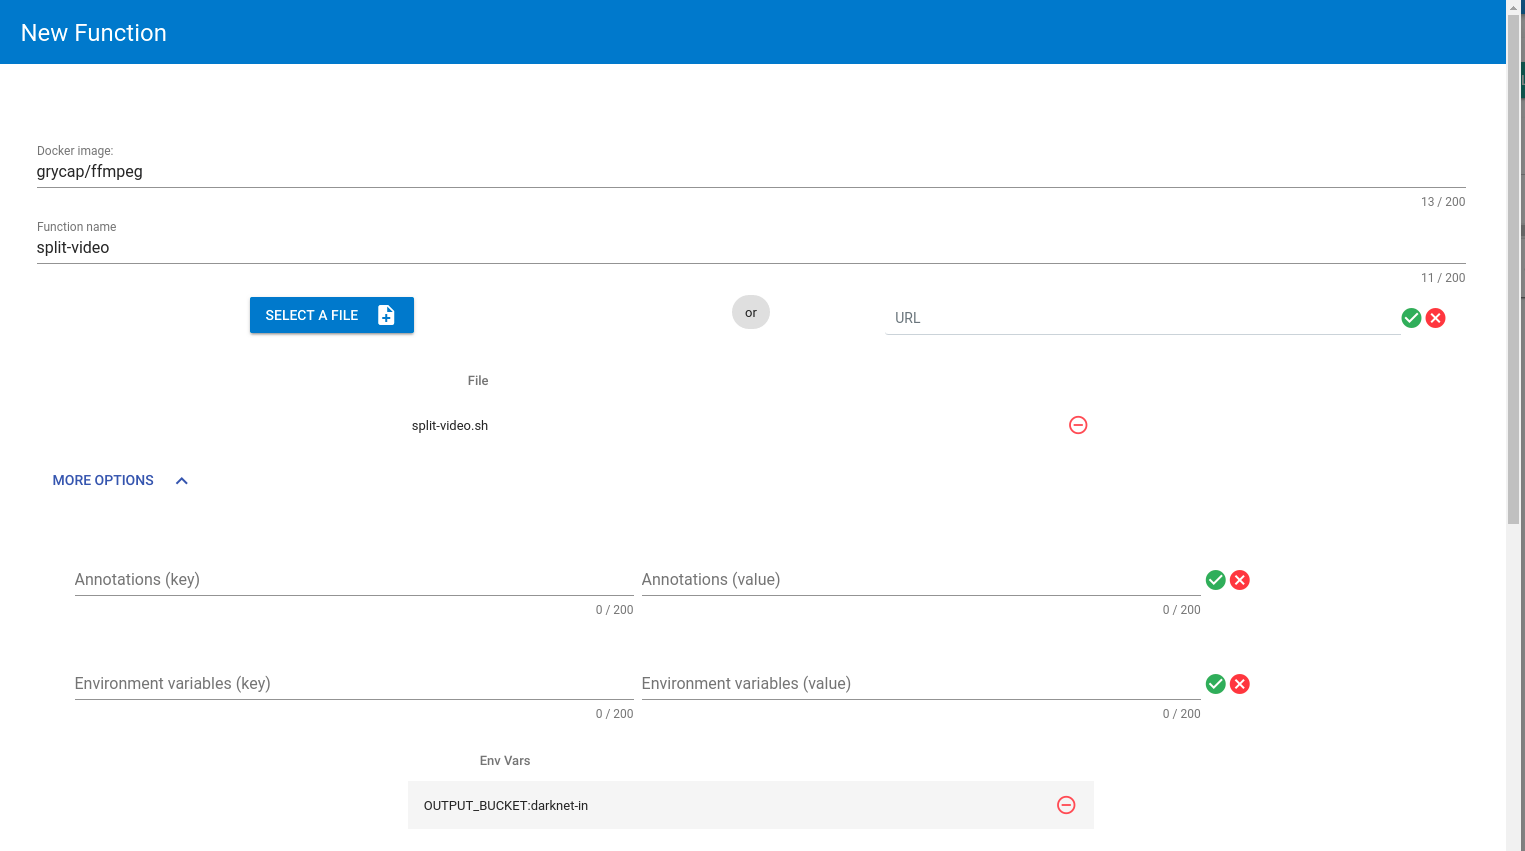 New Function
Docker image:
grycap/ffmpeg
13 / 200
Function name
split-video
11 / 200
SELECT A FILE
or
URL
File
split-video.sh
MORE OPTIONS
Annotations (key)
Annotations (value)
0 / 200
0 / 200
Environment variables (key)
Environment variables (value)
0 / 200
0 / 200
Env Vars
OUTPUT_BUCKET:darknet-in